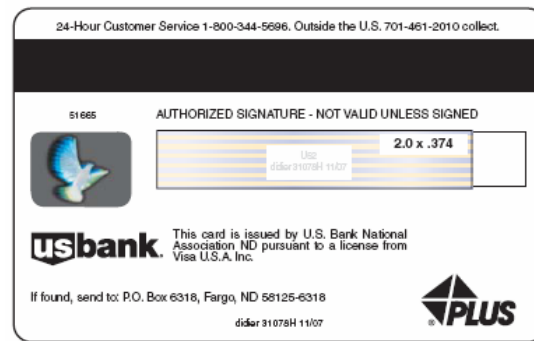 24-Hour Customer Service 1-800-344-5696. Outside the U.S. 701-461-2010 collect.
51665
AUTHORIZED SIGNATURE - NOT VALID UNLESS SIGNED
2.0 x .374
Usa
didier 31078H 11/07
usbank.
This card is issued by U.S. Bank National
Association ND pursuant to a license from
Visa U.S.A. Inc.
If found, send to: P.O. Box 6318, Fargo, ND 58125-6318
®PLUS
didier 31078H 11/07